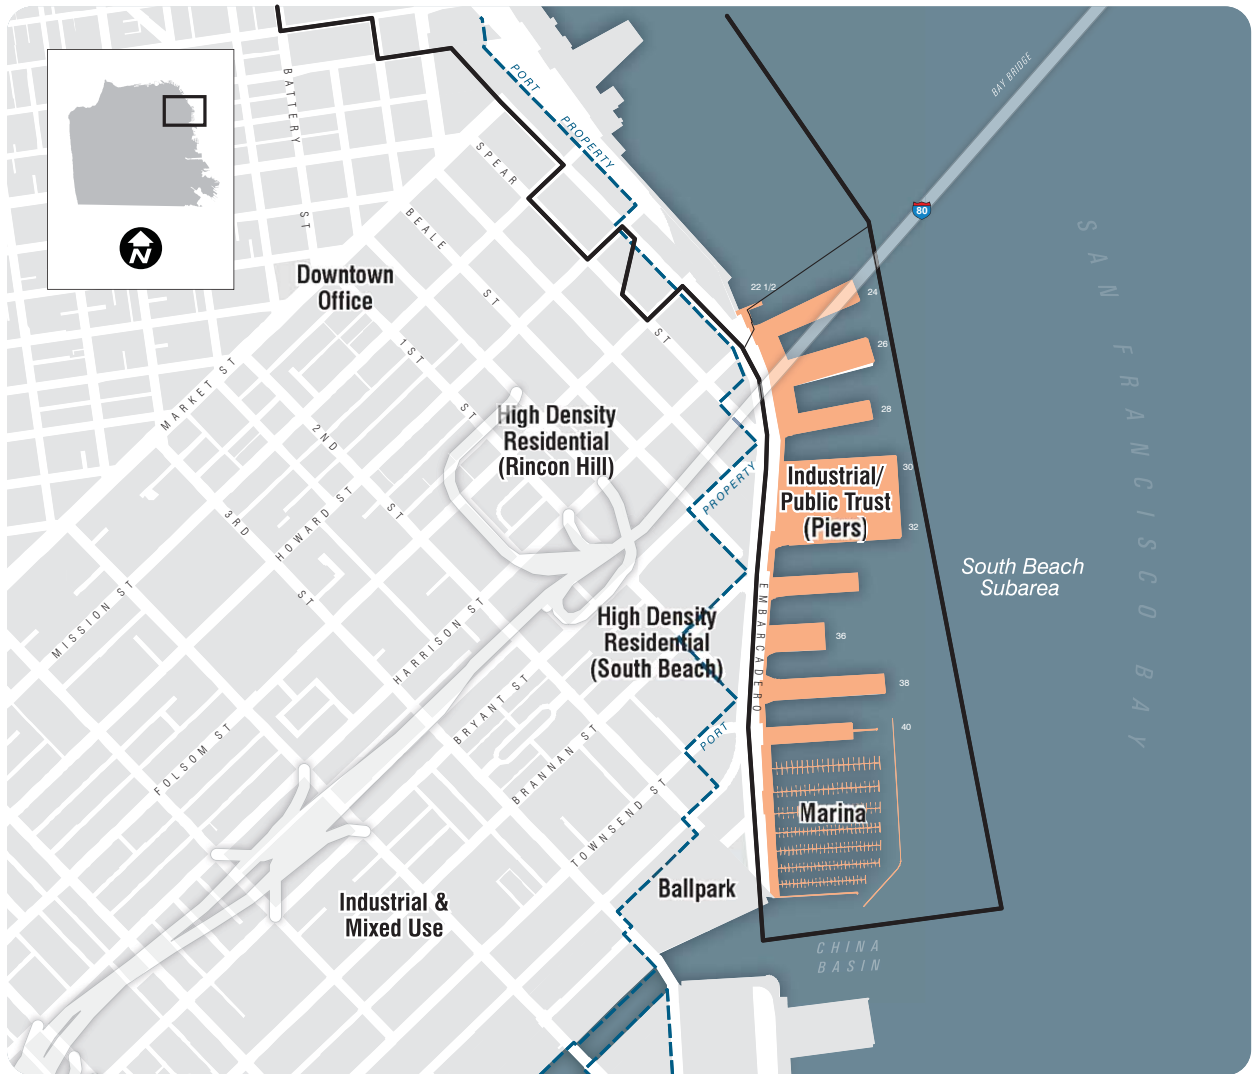 PORT
PROPERTY
BAY BRIDGE
BATTERY
ST
SPEAR
ST
BEALE
ST
80
SAN FRANCISCO BAY
N
Downtown
Office
22 1/2
24
26
28
30
32
36
38
40
1ST
ST
MARKET ST
2ND
ST
High Density
Residential
(Rincon Hill)
PROPERTY
PORT
Industrial/
Public Trust
(Piers)
3RD
ST
HOWARD ST
MISSION ST
South Beach
Subarea
EMBARCADERO
High Density
Residential
(South Beach)
HARRISON ST
FOLSOM ST
BRYANT ST
BRANNAN ST
TOWNSEND ST
Marina
Ballpark
Industrial &
Mixed Use
CHINA
BASIN